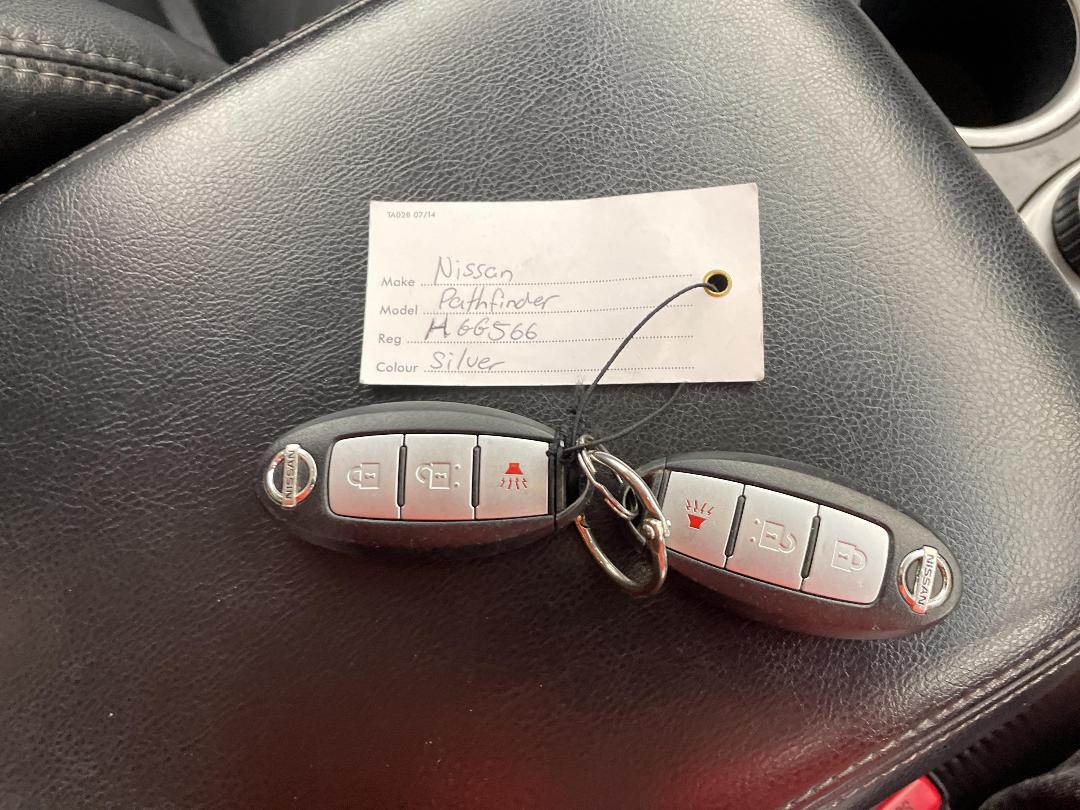 TA028 07/14
Make Nissan
Model Pathfinder
Reg HGG566
Colour Silver
NISSAN
NISSAN